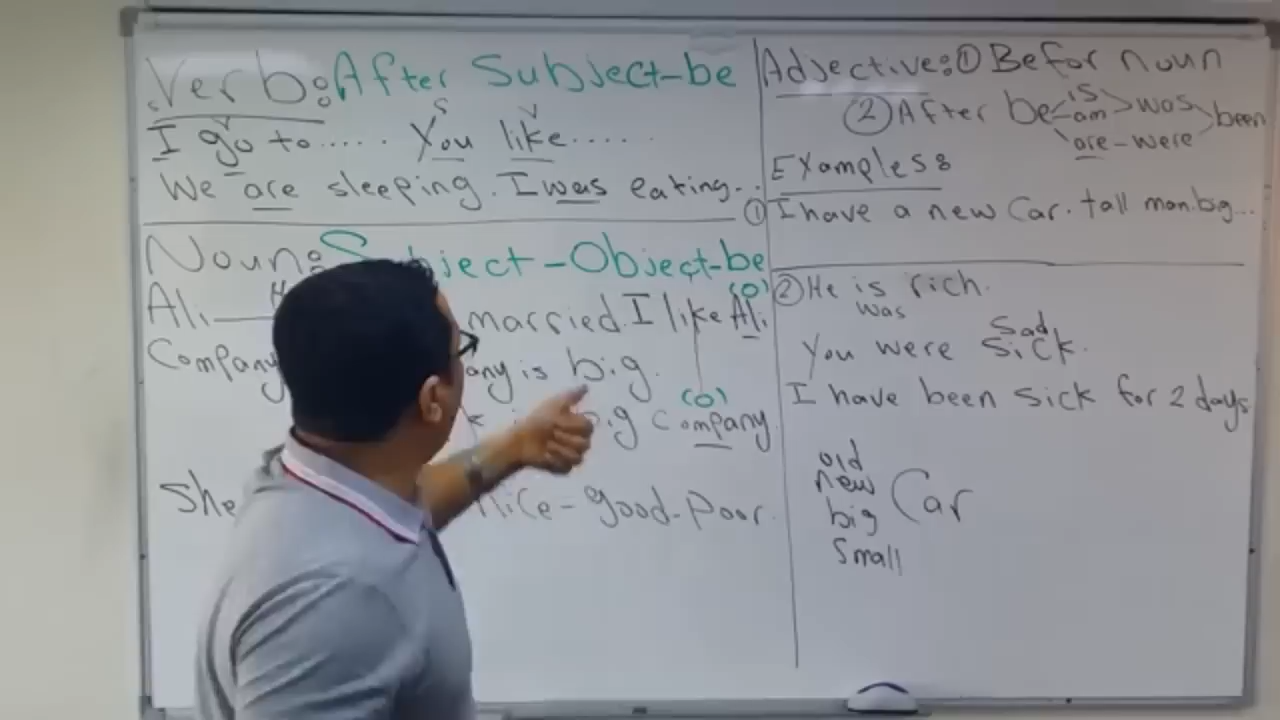 Verb: After Subject-be
S
V
I go to..... You like.....
We are sleeping. I was eating...
Noun: Subject-Object-be
(O)
Ali married. I like Ali.
Company any is big.
(O)
big Company
She nice-good-Poor.
Adjective: ① Befor noun
② After be is am are was were been
Examples:
① I have a new Car. tall man. big...
② He is rich.
was
sad
You were sick.
I have been sick for 2 days
old
new
big Car
small